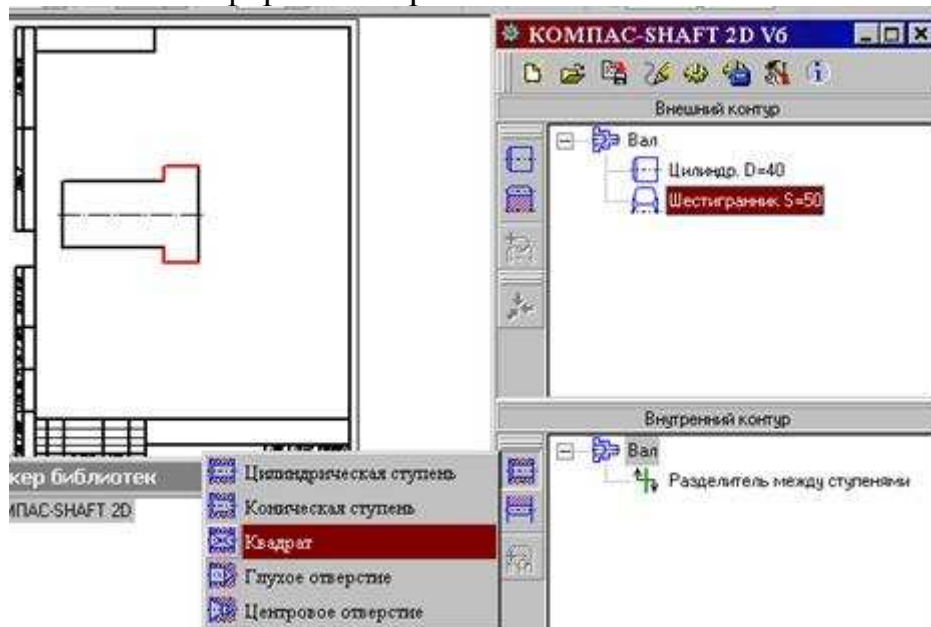 КОМПАС-SHAFT 2D V6
Внешний контур
Вал
Цилиндр. D=40
Шестигранник S=50
Внутренний контур
Вал
Разделитель между ступенями
кер библиотек
МПАС-SHAFT 2D
Цилиндрическая ступень
Коническая ступень
Квадрат
Глухое отверстие
Центровое отверстие